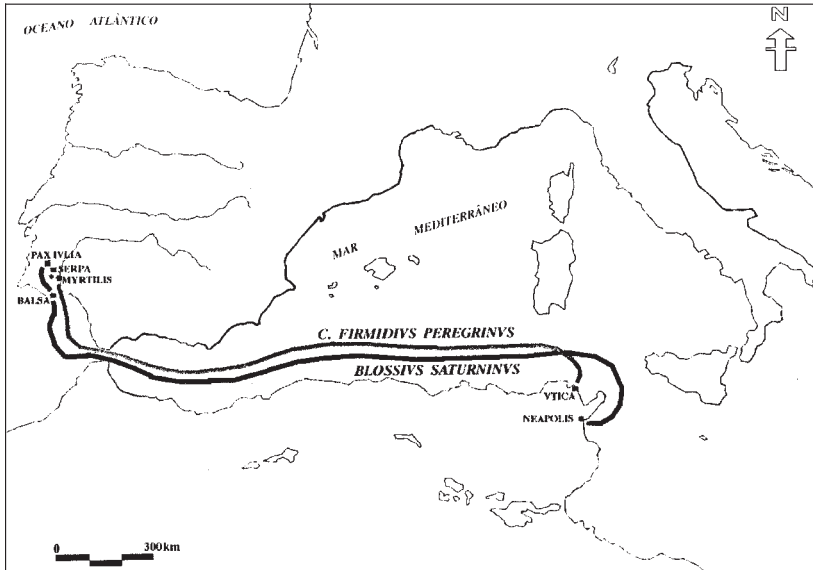 OCEANO ATLÂNTICO
N
MAR MEDITERRÂNEO
PAX IVLIA
SERPA
MYRTILIS
BALSA
C. FIRMIDIVS PEREGRINVS
BLOSSIVS SATURNINVS
VTICA
NEAPOLIS
0 300km